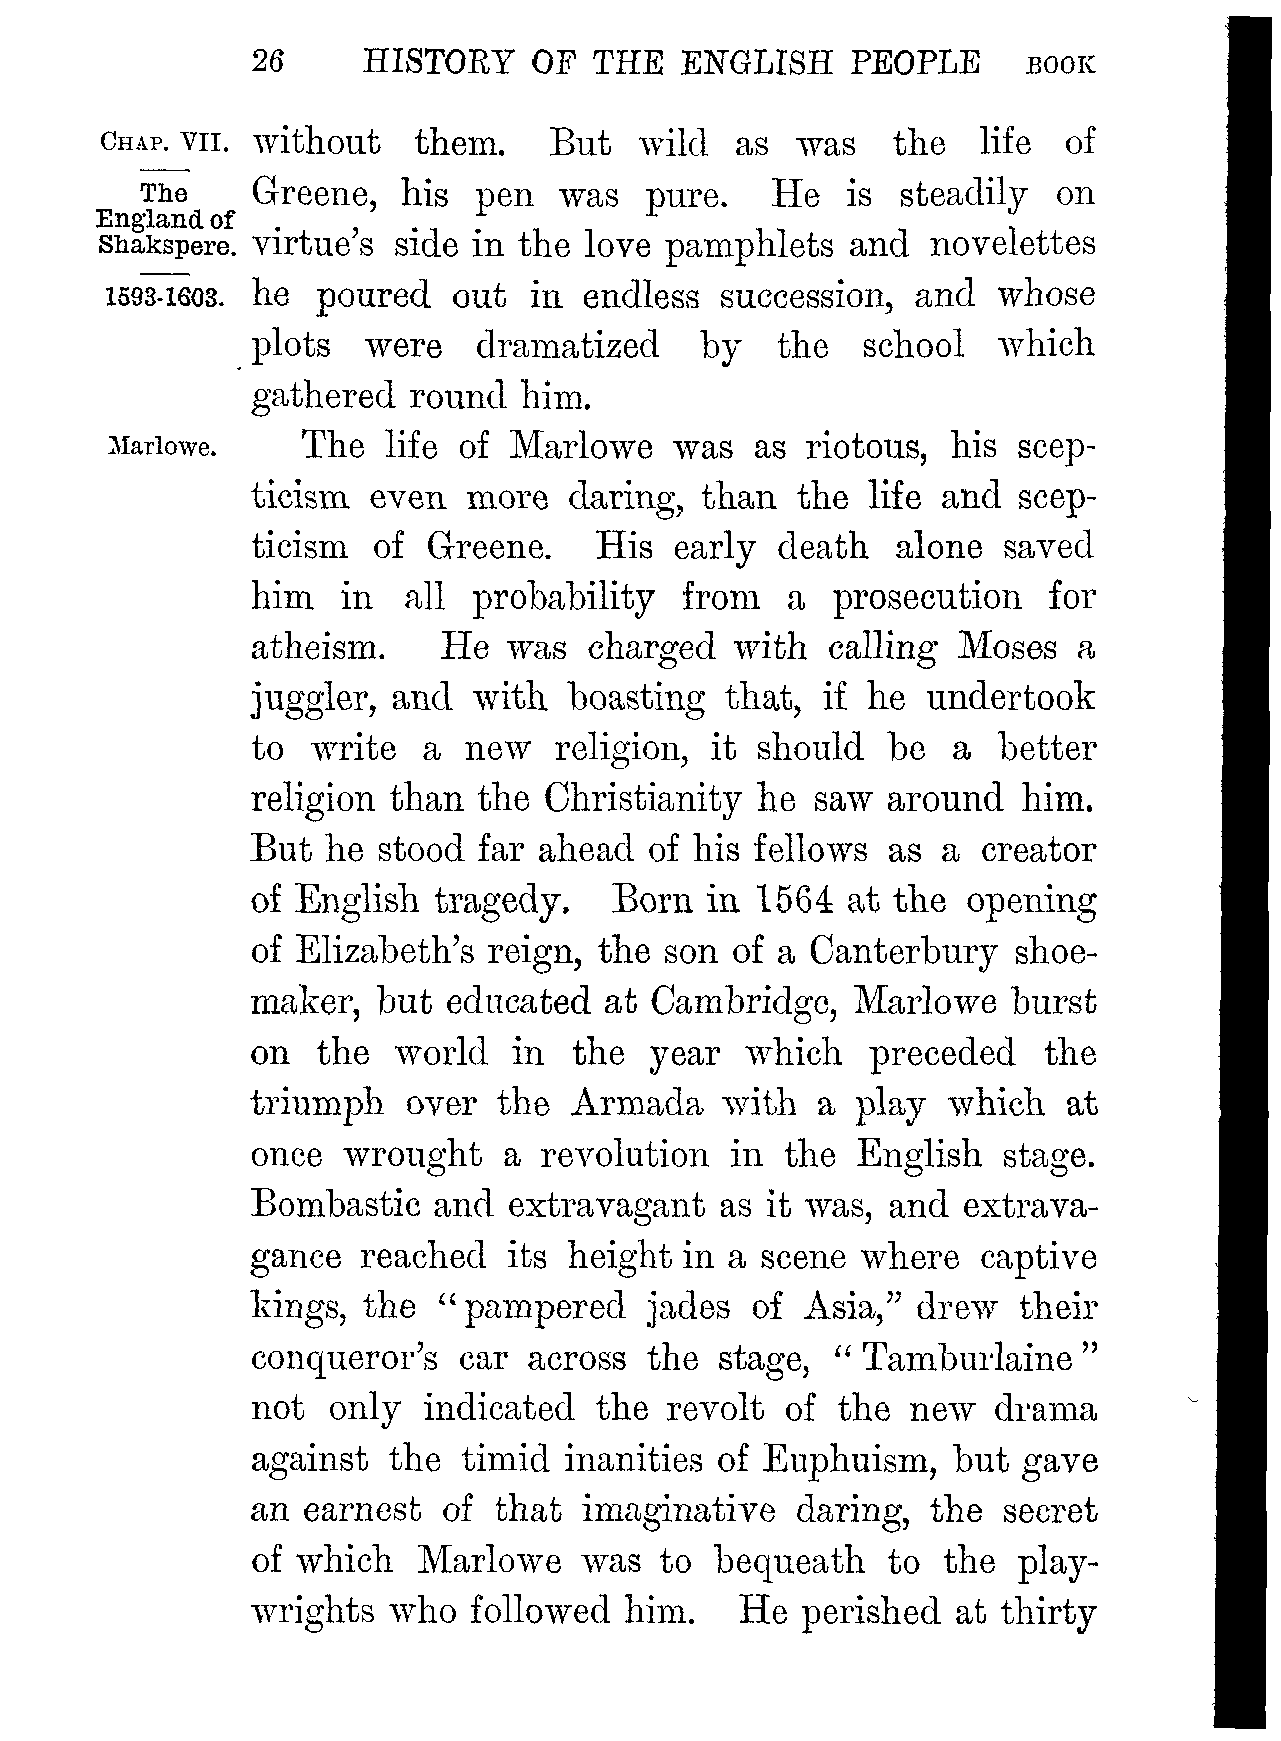 26 HISTORY OF THE ENGLISH PEOPLE BOOK
CHAP. VII.
The
England of
Shakspere.
1593-1603.
without them. But wild as was the life of
Greene, his pen was pure. He is steadily on
virtue's side in the love pamphlets and novelettes
he poured out in endless succession, and whose
plots were dramatized by the school which
gathered round him.
Marlowe.
The life of Marlowe was as riotous, his scep-
ticism even more daring, than the life and scep-
ticism of Greene. His early death alone saved
him in all probability from a prosecution for
atheism. He was charged with calling Moses a
juggler, and with boasting that, if he undertook
to write a new religion, it should be a better
religion than the Christianity he saw around him.
But he stood far ahead of his fellows as a creator
of English tragedy. Born in 1564 at the opening
of Elizabeth's reign, the son of a Canterbury shoe-
maker, but educated at Cambridge, Marlowe burst
on the world in the year which preceded the
triumph over the Armada with a play which at
once wrought a revolution in the English stage.
Bombastic and extravagant as it was, and extrava-
gance reached its height in a scene where captive
kings, the "pampered jades of Asia," drew their
conqueror's car across the stage, "Tamburlaine"
not only indicated the revolt of the new drama
against the timid inanities of Euphuism, but gave
an earnest of that imaginative daring, the secret
of which Marlowe was to bequeath to the play-
wrights who followed him. He perished at thirty